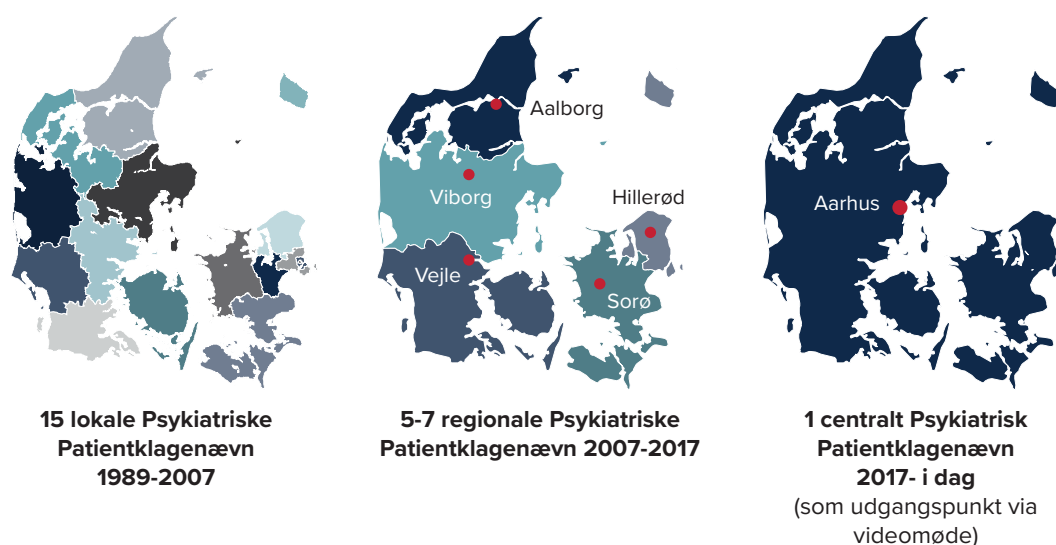 Aalborg
Viborg
Hillerød
Vejle
Sorø
Aarhus
15 lokale Psykiatriske
Patientklagenævn
1989-2007
5-7 regionale Psykiatriske
Patientklagenævn 2007-2017
1 centralt Psykiatrisk
Patientklagenævn
2017- i dag
(som udgangspunkt via
videomøde)